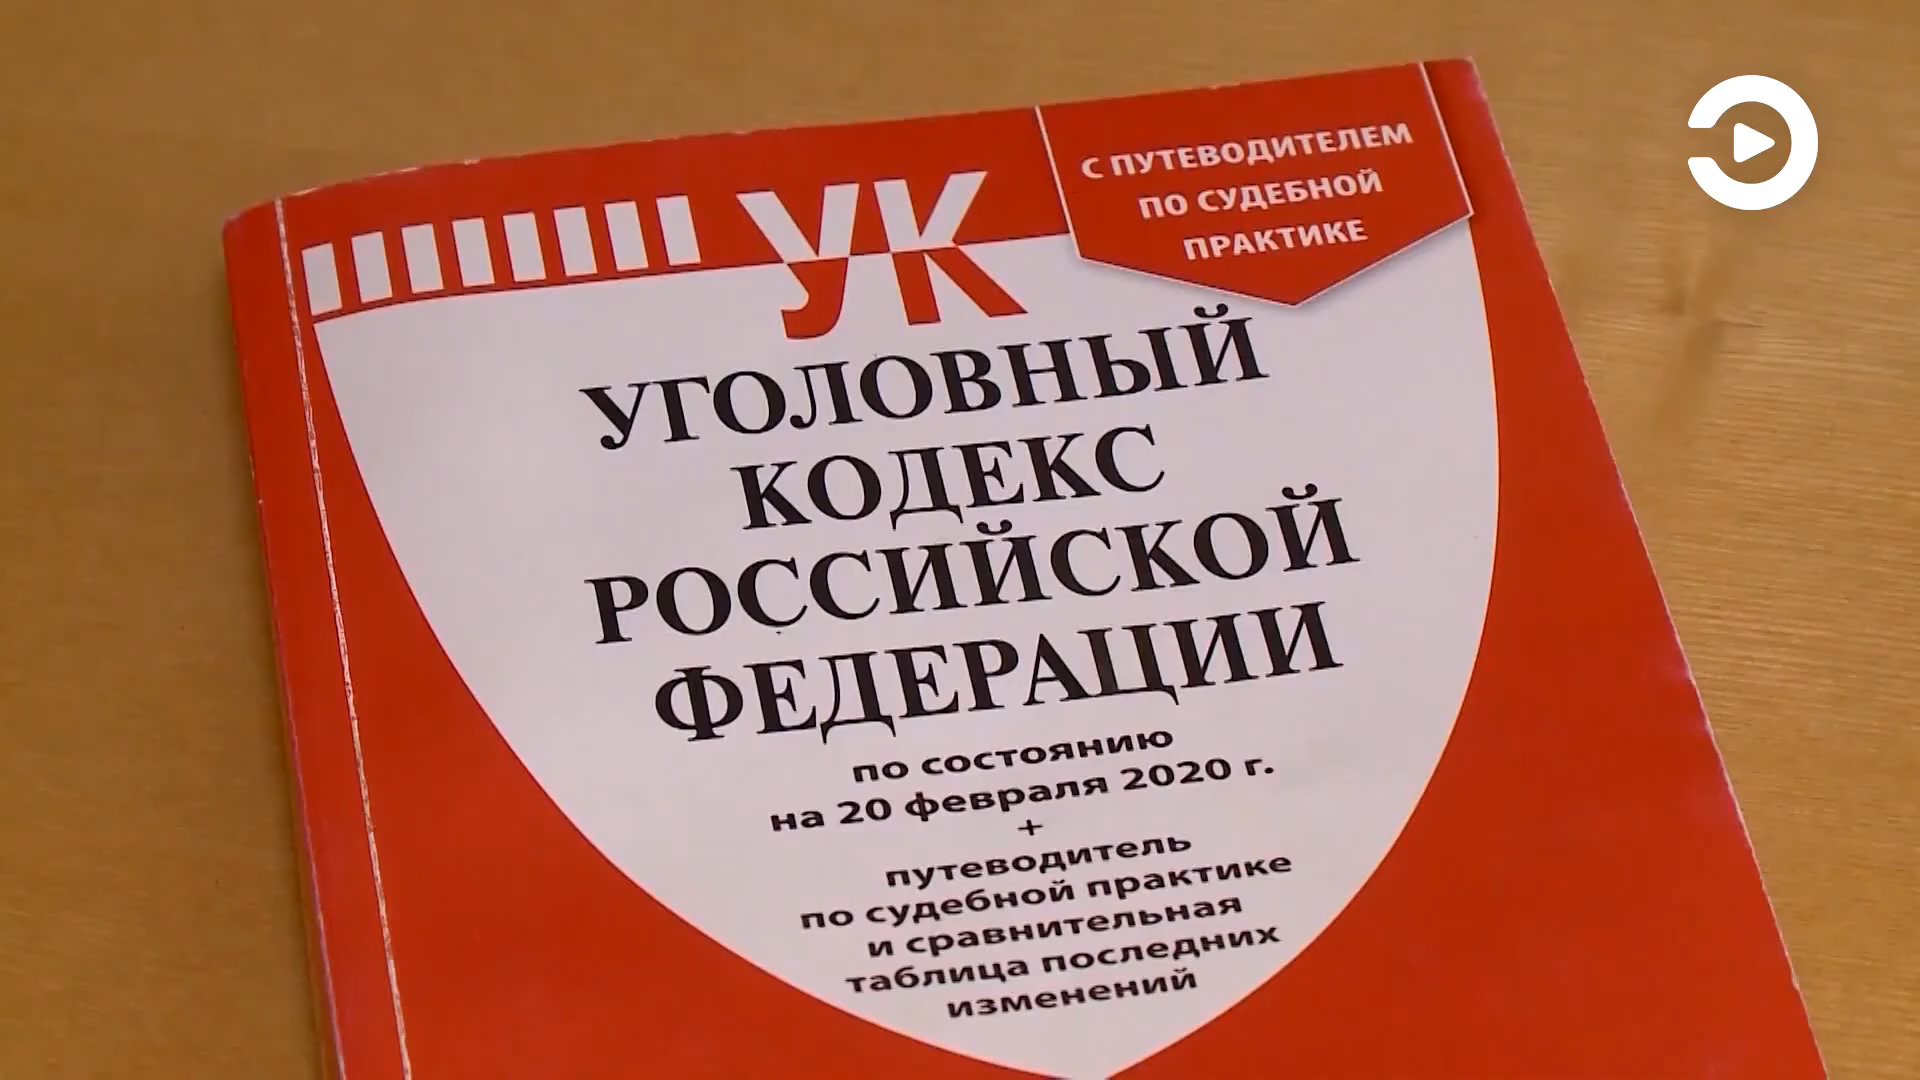 УК
С ПУТЕВОДИТЕЛЕМ
ПО СУДЕБНОЙ
ПРАКТИКЕ
УГОЛОВНЫЙ
КОДЕКС
РОССИЙСКОЙ
ФЕДЕРАЦИИ
по состоянию
на 20 февраля 2020 г.
+
путеводитель
по судебной практике
и сравнительная
таблица последних
изменений